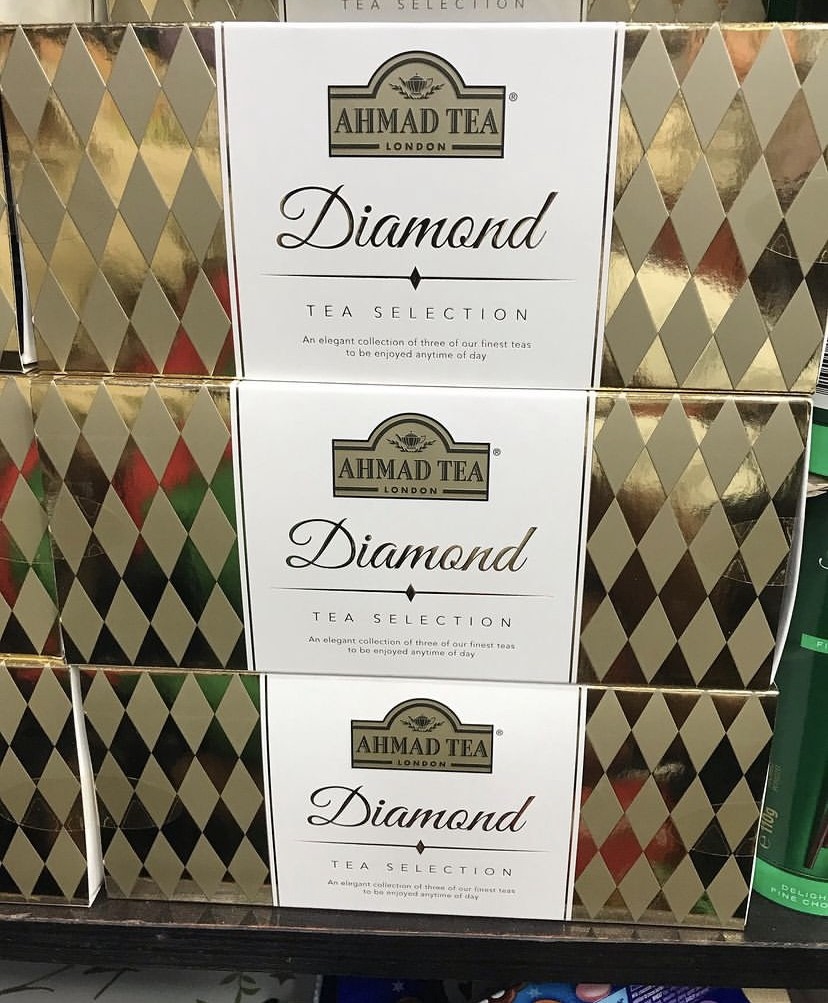 TEA SELECTION
AHMAD TEA®
LONDON
Diamond
TEA SELECTION
An elegant collection of three of our finest teas
to be enjoyed anytime of day
AHMAD TEA®
LONDON
Diamond
TEA SELECTION
An elegant collection of three of our finest teas
to be enjoyed anytime of day
AHMAD TEA®
LONDON
Diamond
TEA SELECTION
An elegant collection of three of our finest teas
to be enjoyed anytime of day
110g e